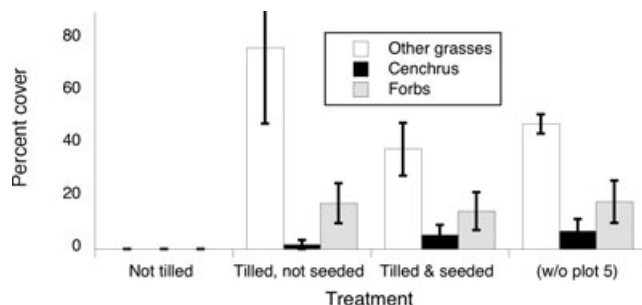 Percent cover
80
60
40
20
0
Other grasses
Cenchrus
Forbs
Not tilled
Tilled, not seeded
Tilled & seeded
(w/o plot 5)
Treatment